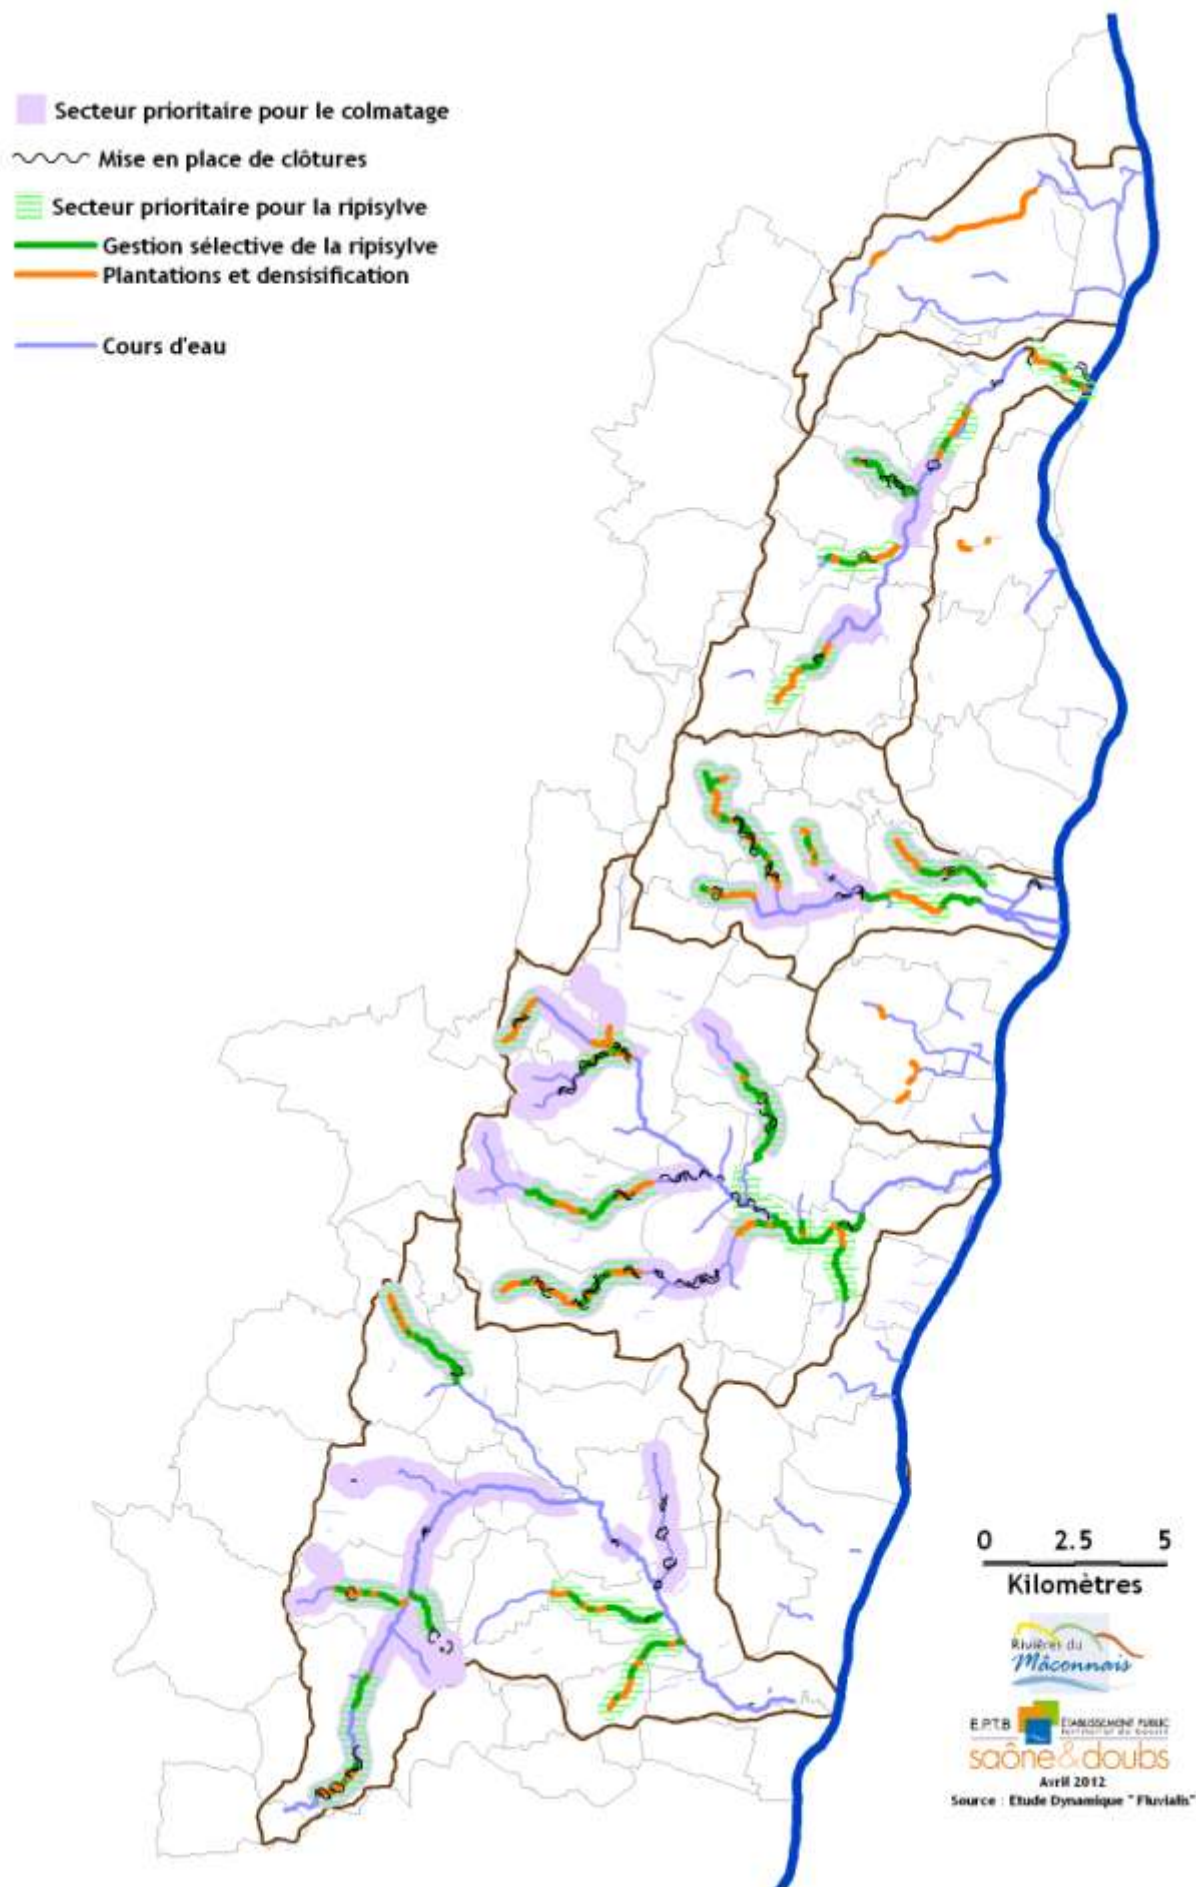 Secteur prioritaire pour le colmatage
Mise en place de clôtures
Secteur prioritaire pour la ripisylve
Gestion sélective de la ripisylve
Plantations et densisification
Cours d'eau
0 2.5 5
Kilomètres
Rivières du
Mâconnais
E.P.T.B ÉTABLISSEMENT PUBLIC
saône&doubs
Avril 2012
Source : Etude Dynamique "Fluvialis"